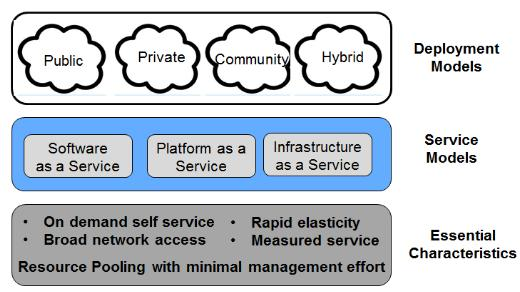 Public
Private
Community
Hybrid
Deployment
Models
Software
as a Service
Platform as a
Service
Infrastructure
as a Service
Service
Models
• On demand self service
• Broad network access
• Rapid elasticity
• Measured service
Resource Pooling with minimal management effort
Essential
Characteristics